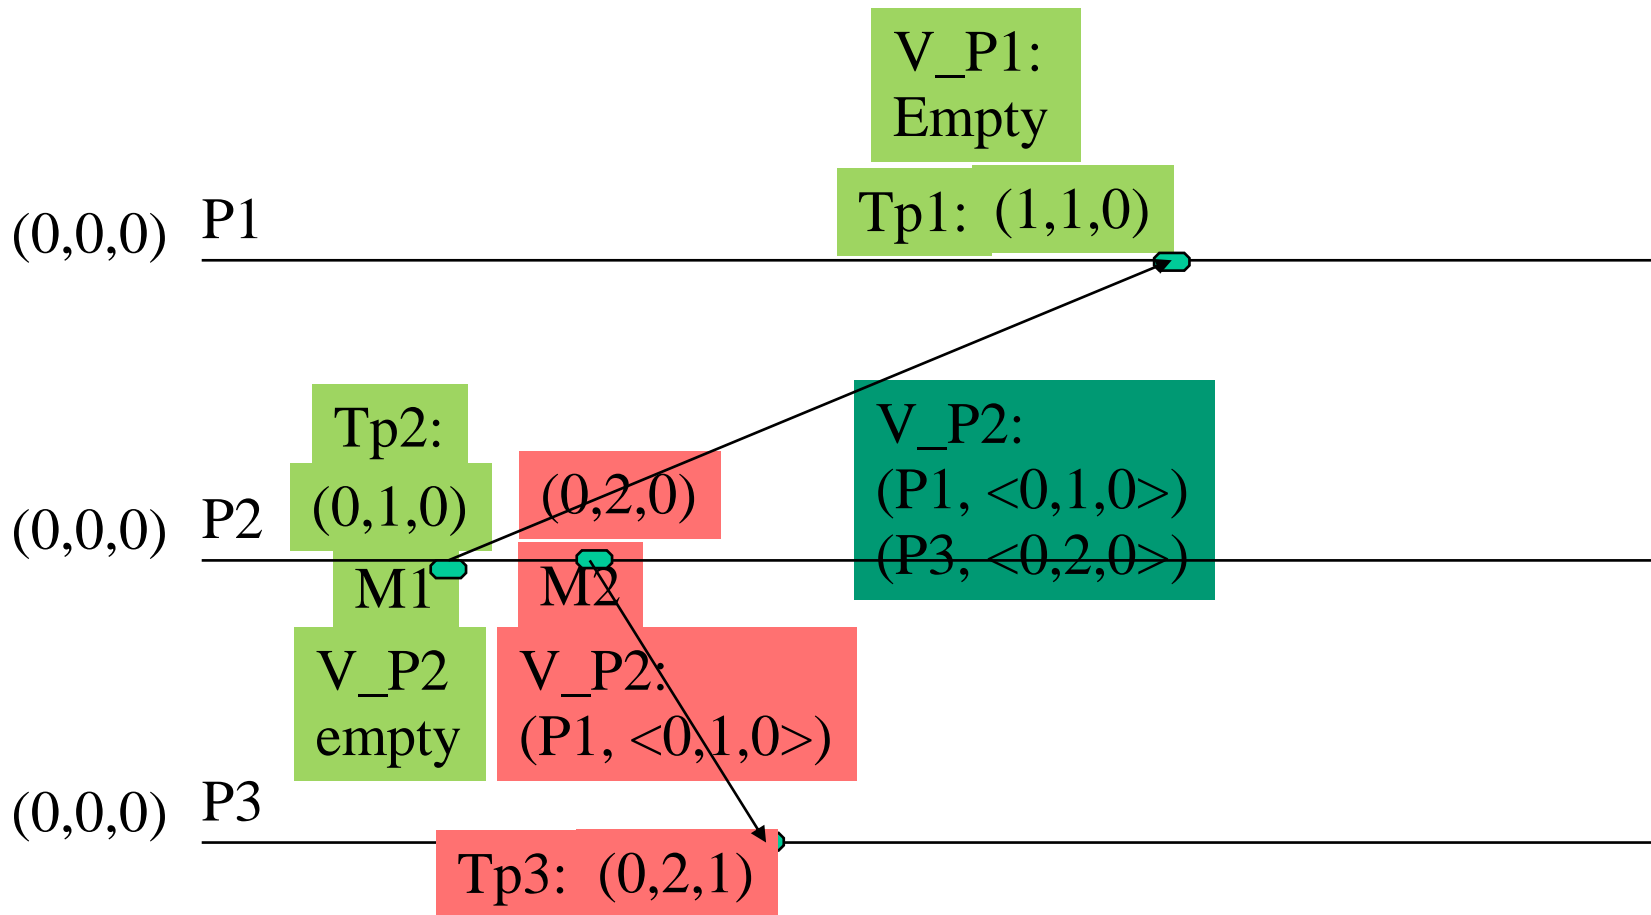 V_P1:
Empty
Tp1: (1,1,0)
(0,0,0) P1
Tp2:
(0,1,0)
(0,2,0)
V_P2:
(P1, <0,1,0>)
(P3, <0,2,0>)
(0,0,0) P2
M1
M2
V_P2
empty
V_P2:
(P1, <0,1,0>)
(0,0,0) P3
Tp3: (0,2,1)